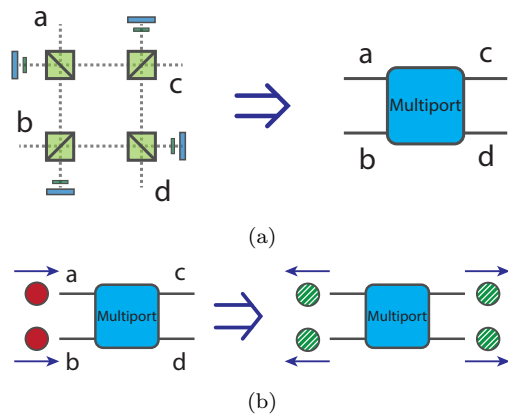 a
a c
c
Multiport
b
b d
d
(a)
a c
Multiport Multiport
b d
(b)